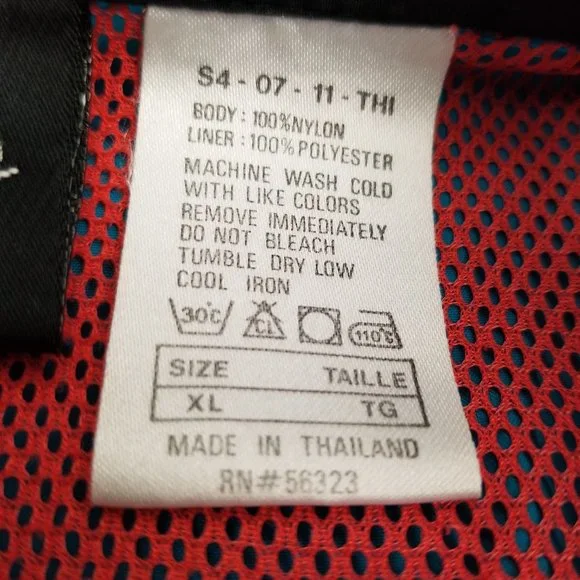 S4 - 07 - 11 - THI
BODY : 100%NYLON
LINER : 100%POLYESTER
MACHINE WASH COLD
WITH LIKE COLORS
REMOVE IMMEDIATELY
DO NOT BLEACH
TUMBLE DRY LOW
COOL IRON
30°C CL 110°C
SIZE TAILLE
XL TG
MADE IN THAILAND
RN#56323